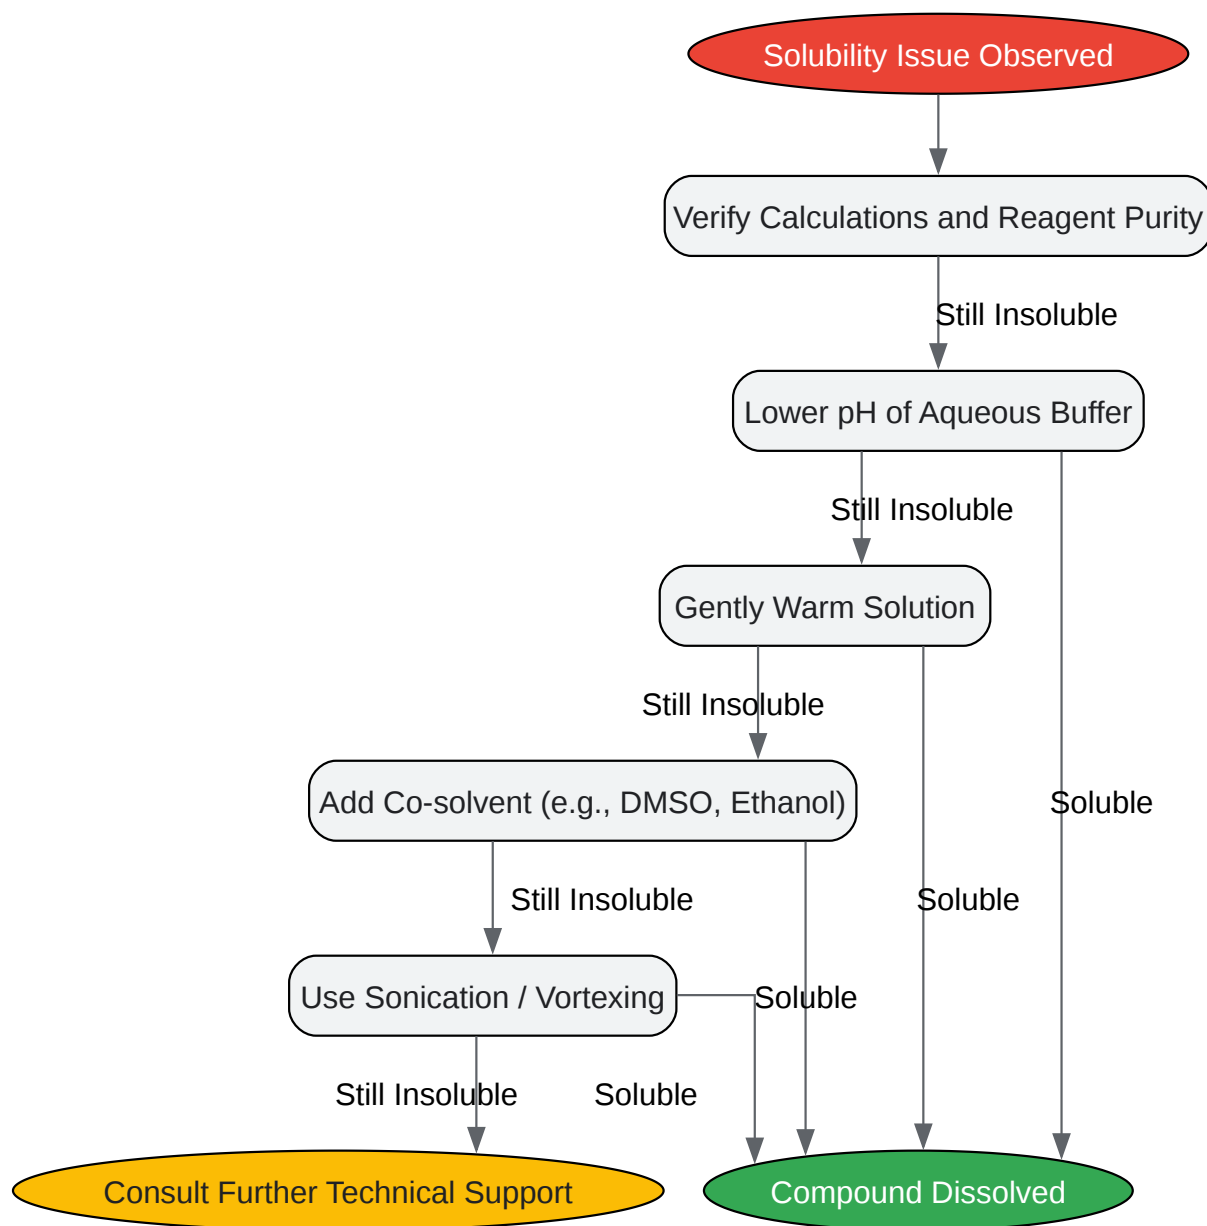 Solubility Issue Observed
Verify Calculations and Reagent Purity
Still Insoluble
Lower pH of Aqueous Buffer
Still Insoluble
Gently Warm Solution
Still Insoluble
Add Co-solvent (e.g., DMSO, Ethanol)
Soluble
Still Insoluble
Soluble
Use Sonication / Vortexing
Soluble
Still Insoluble
Soluble
Consult Further Technical Support
Compound Dissolved